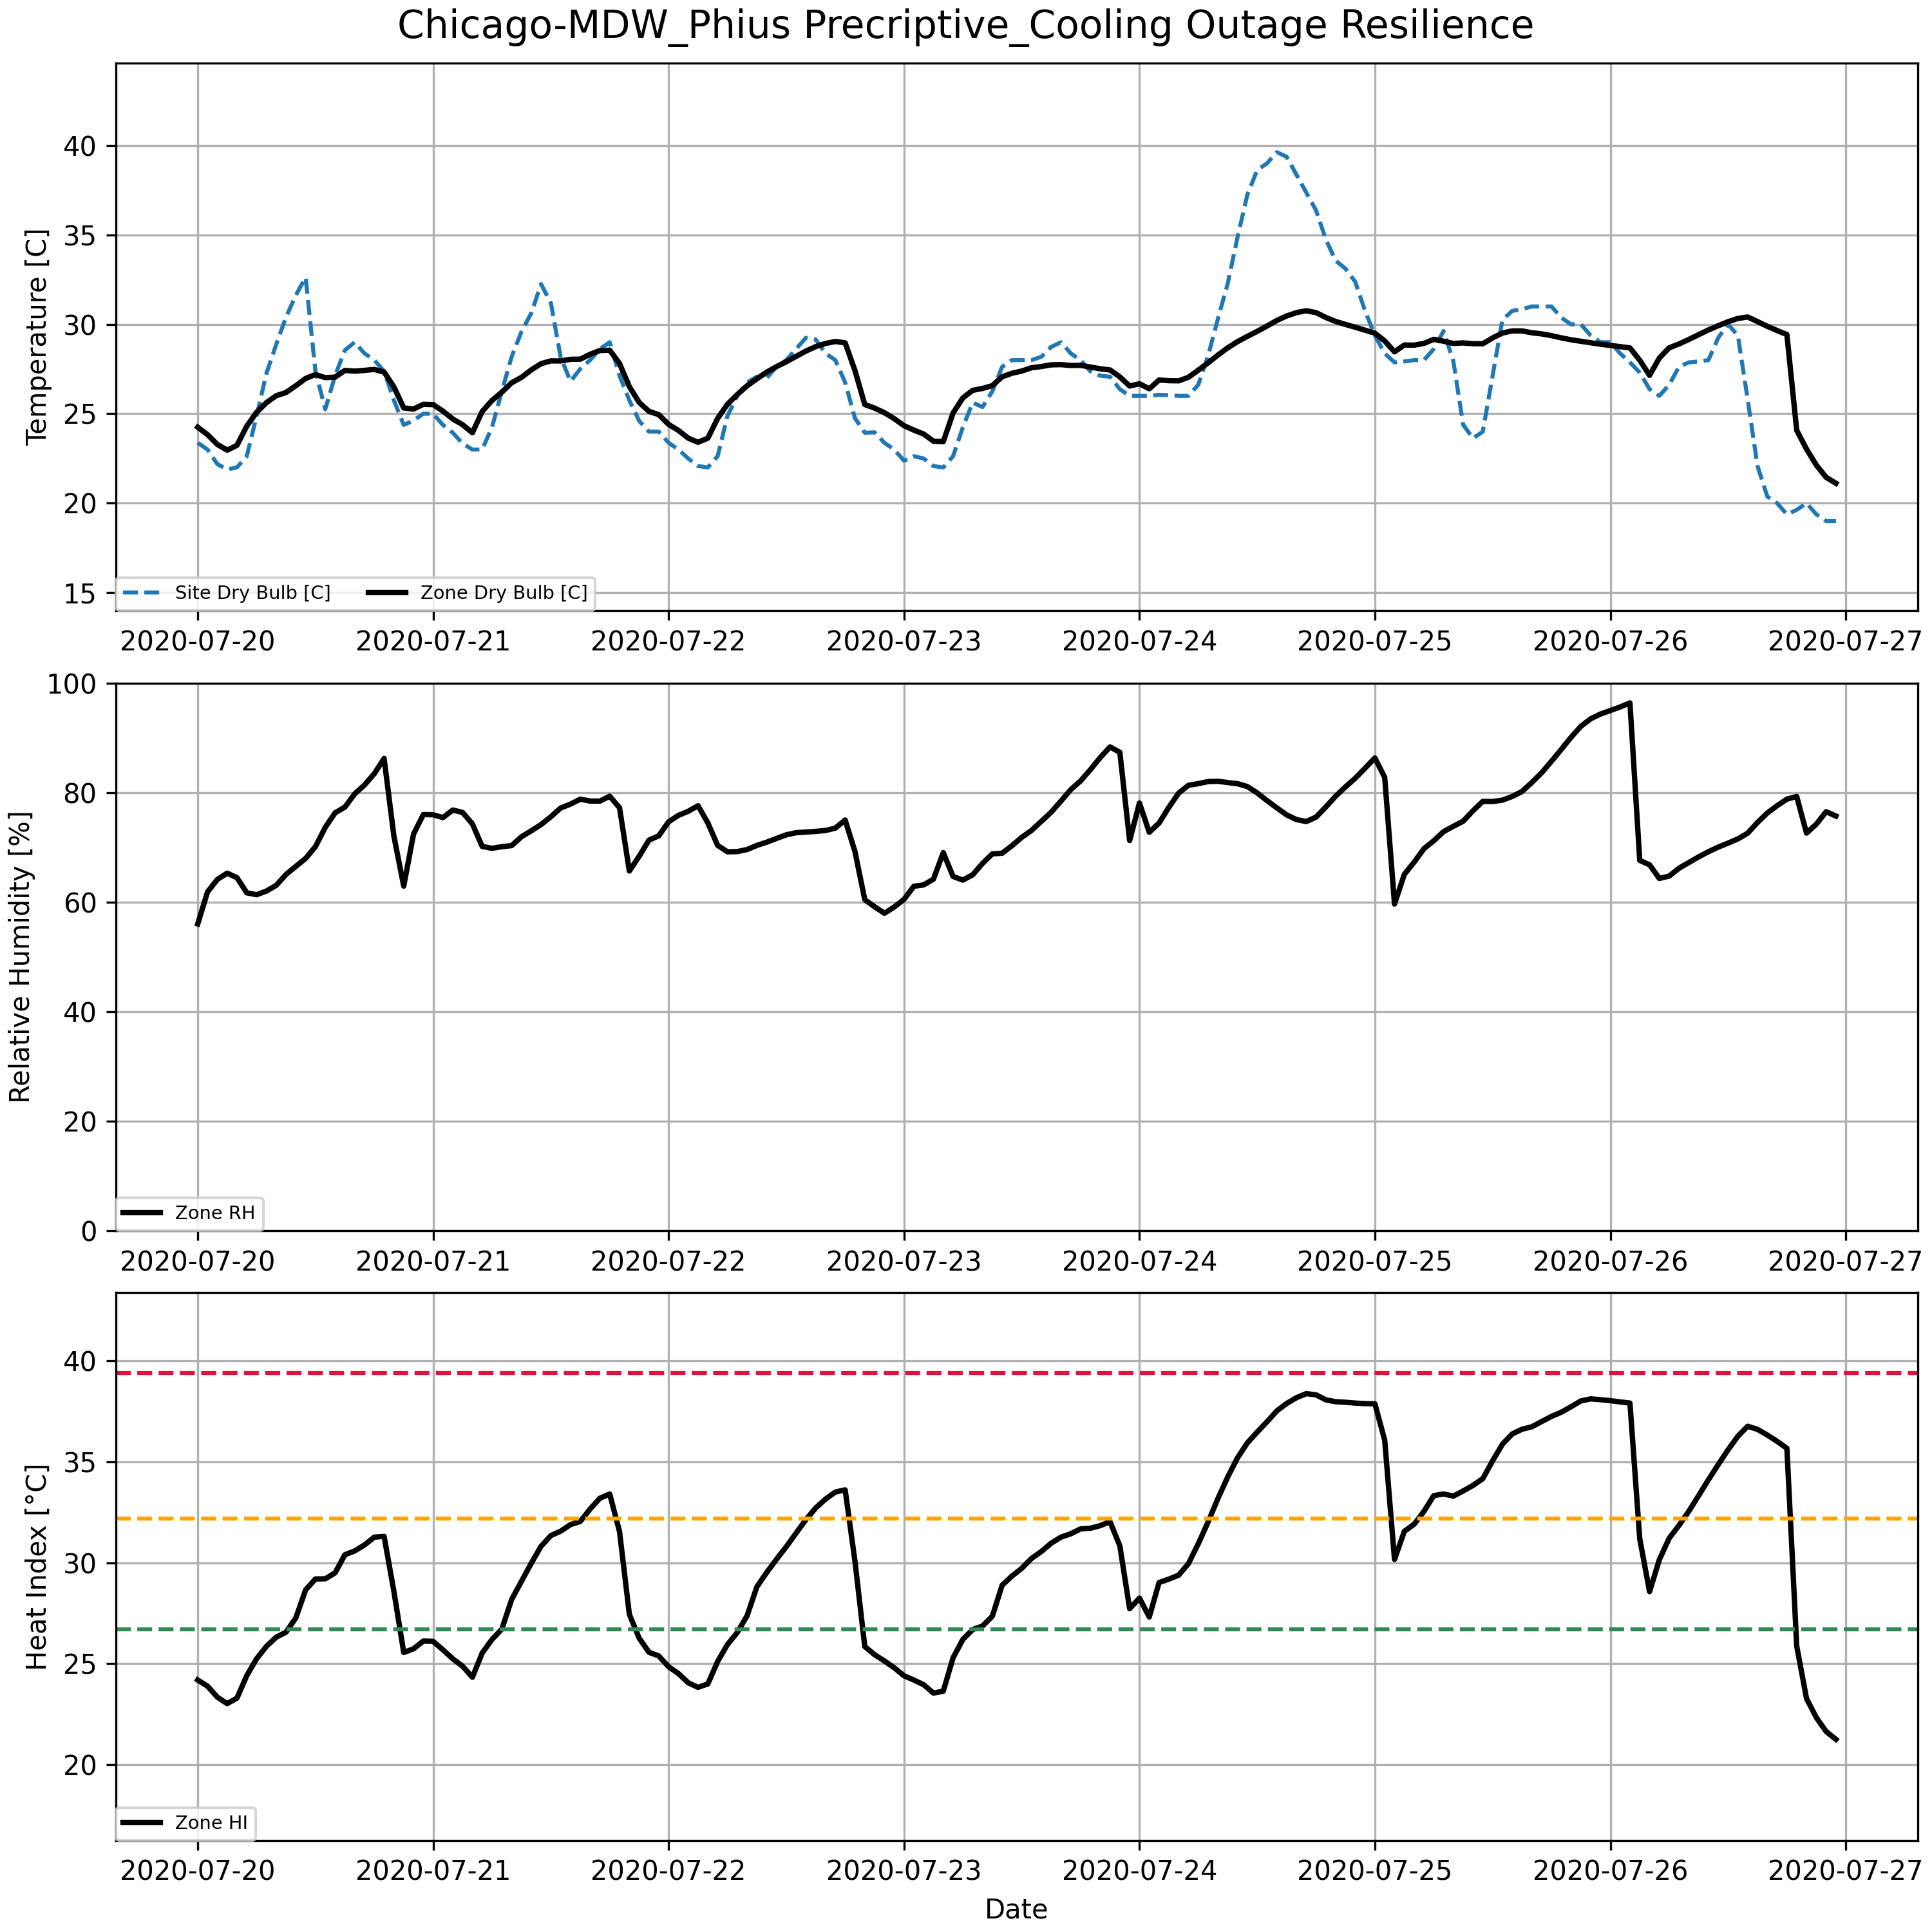 Chicago-MDW_Phius Precriptive_Cooling Outage Resilience
Temperature [C]
40
35
30
25
20
15
Site Dry Bulb [C] Zone Dry Bulb [C]
2020-07-20 2020-07-21 2020-07-22 2020-07-23 2020-07-24 2020-07-25 2020-07-26 2020-07-27
Relative Humidity [%]
100
80
60
40
20
0
Zone RH
2020-07-20 2020-07-21 2020-07-22 2020-07-23 2020-07-24 2020-07-25 2020-07-26 2020-07-27
Heat Index [°C]
40
35
30
25
20
Zone HI
2020-07-20 2020-07-21 2020-07-22 2020-07-23 2020-07-24 2020-07-25 2020-07-26 2020-07-27
Date